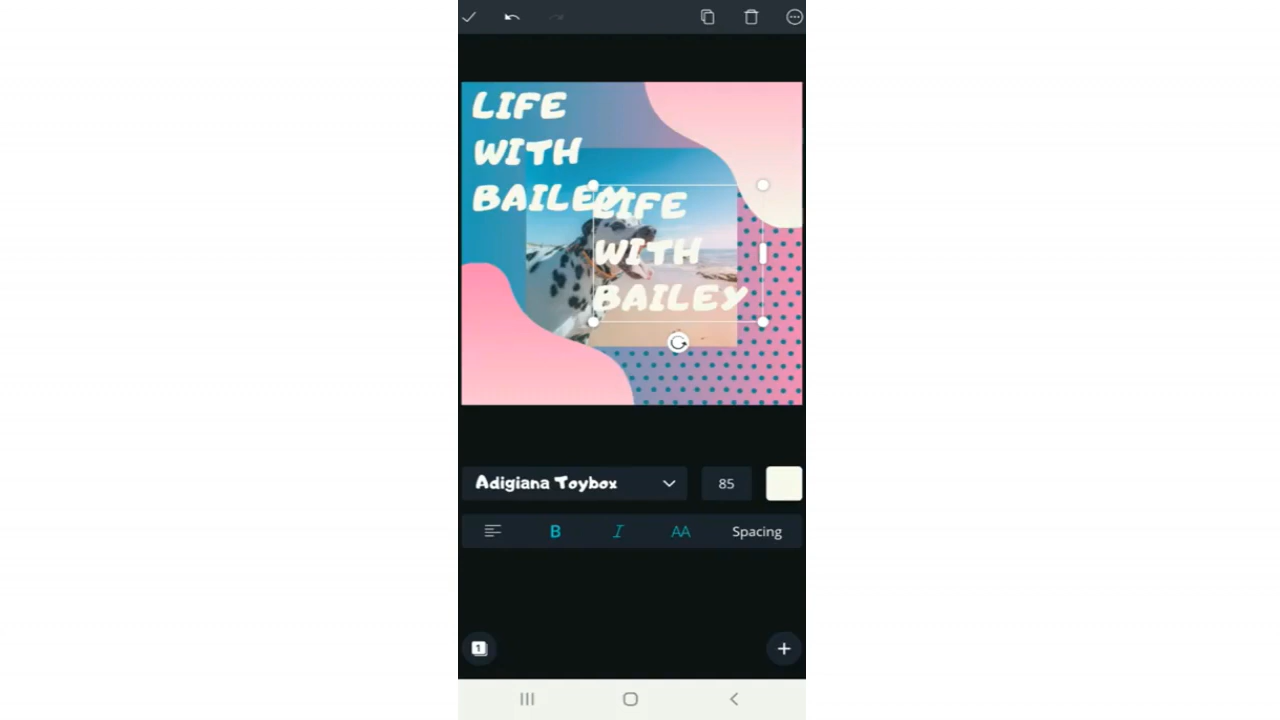 LIFE
WITH
BAILEY
LIFE
WITH
BAILEY
Adigiana Toybox
85
B I AA Spacing
1